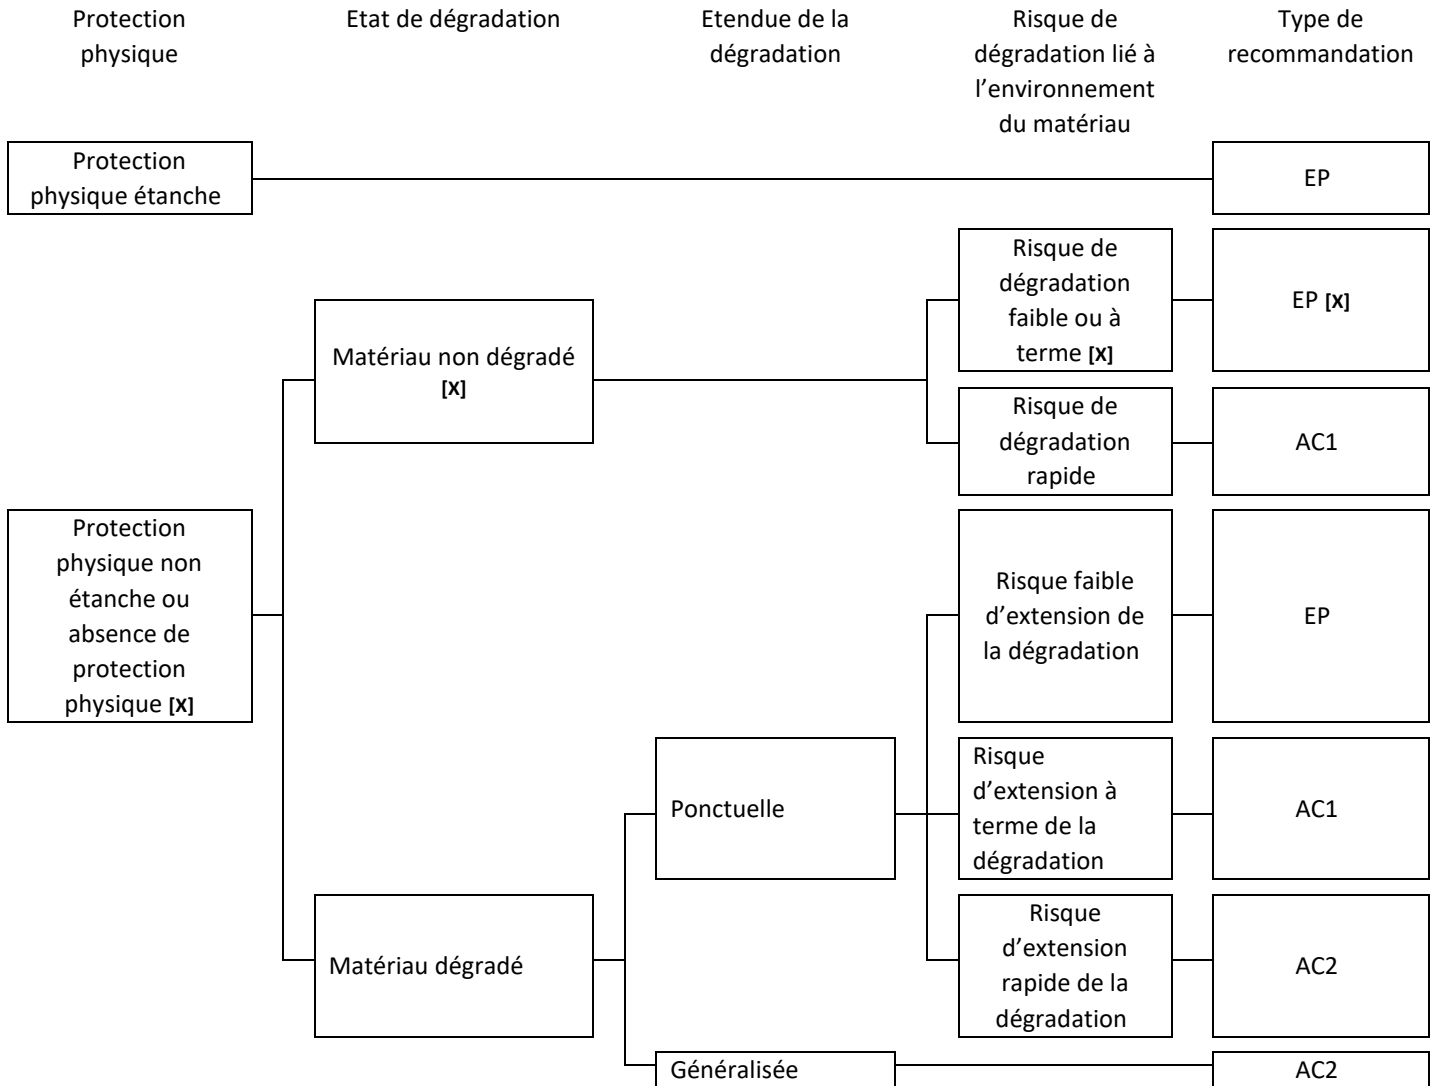 Protection
physique
Etat de dégradation
Etendue de la
dégradation
Risque de
dégradation lié à
l’environnement
du matériau
Type de
recommandation
Protection
physique étanche
EP
Risque de
dégradation
faible ou à
terme [X]
EP [X]
Matériau non dégradé
[X]
Risque de
dégradation
rapide
AC1
Protection
physique non
étanche ou
absence de
protection
physique [X]
Risque faible
d’extension de
la dégradation
EP
Ponctuelle
Risque
d’extension à
terme de la
dégradation
AC1
Matériau dégradé
Risque
d’extension
rapide de la
dégradation
AC2
Généralisée
AC2